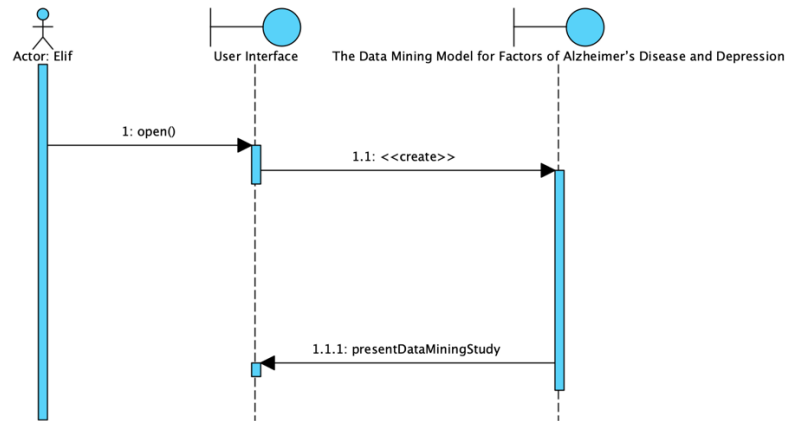 Actor: Elif
User Interface
The Data Mining Model for Factors of Alzheimer's Disease and Depression
1: open()
1.1: <<create>>
1.1.1: presentDataMiningStudy